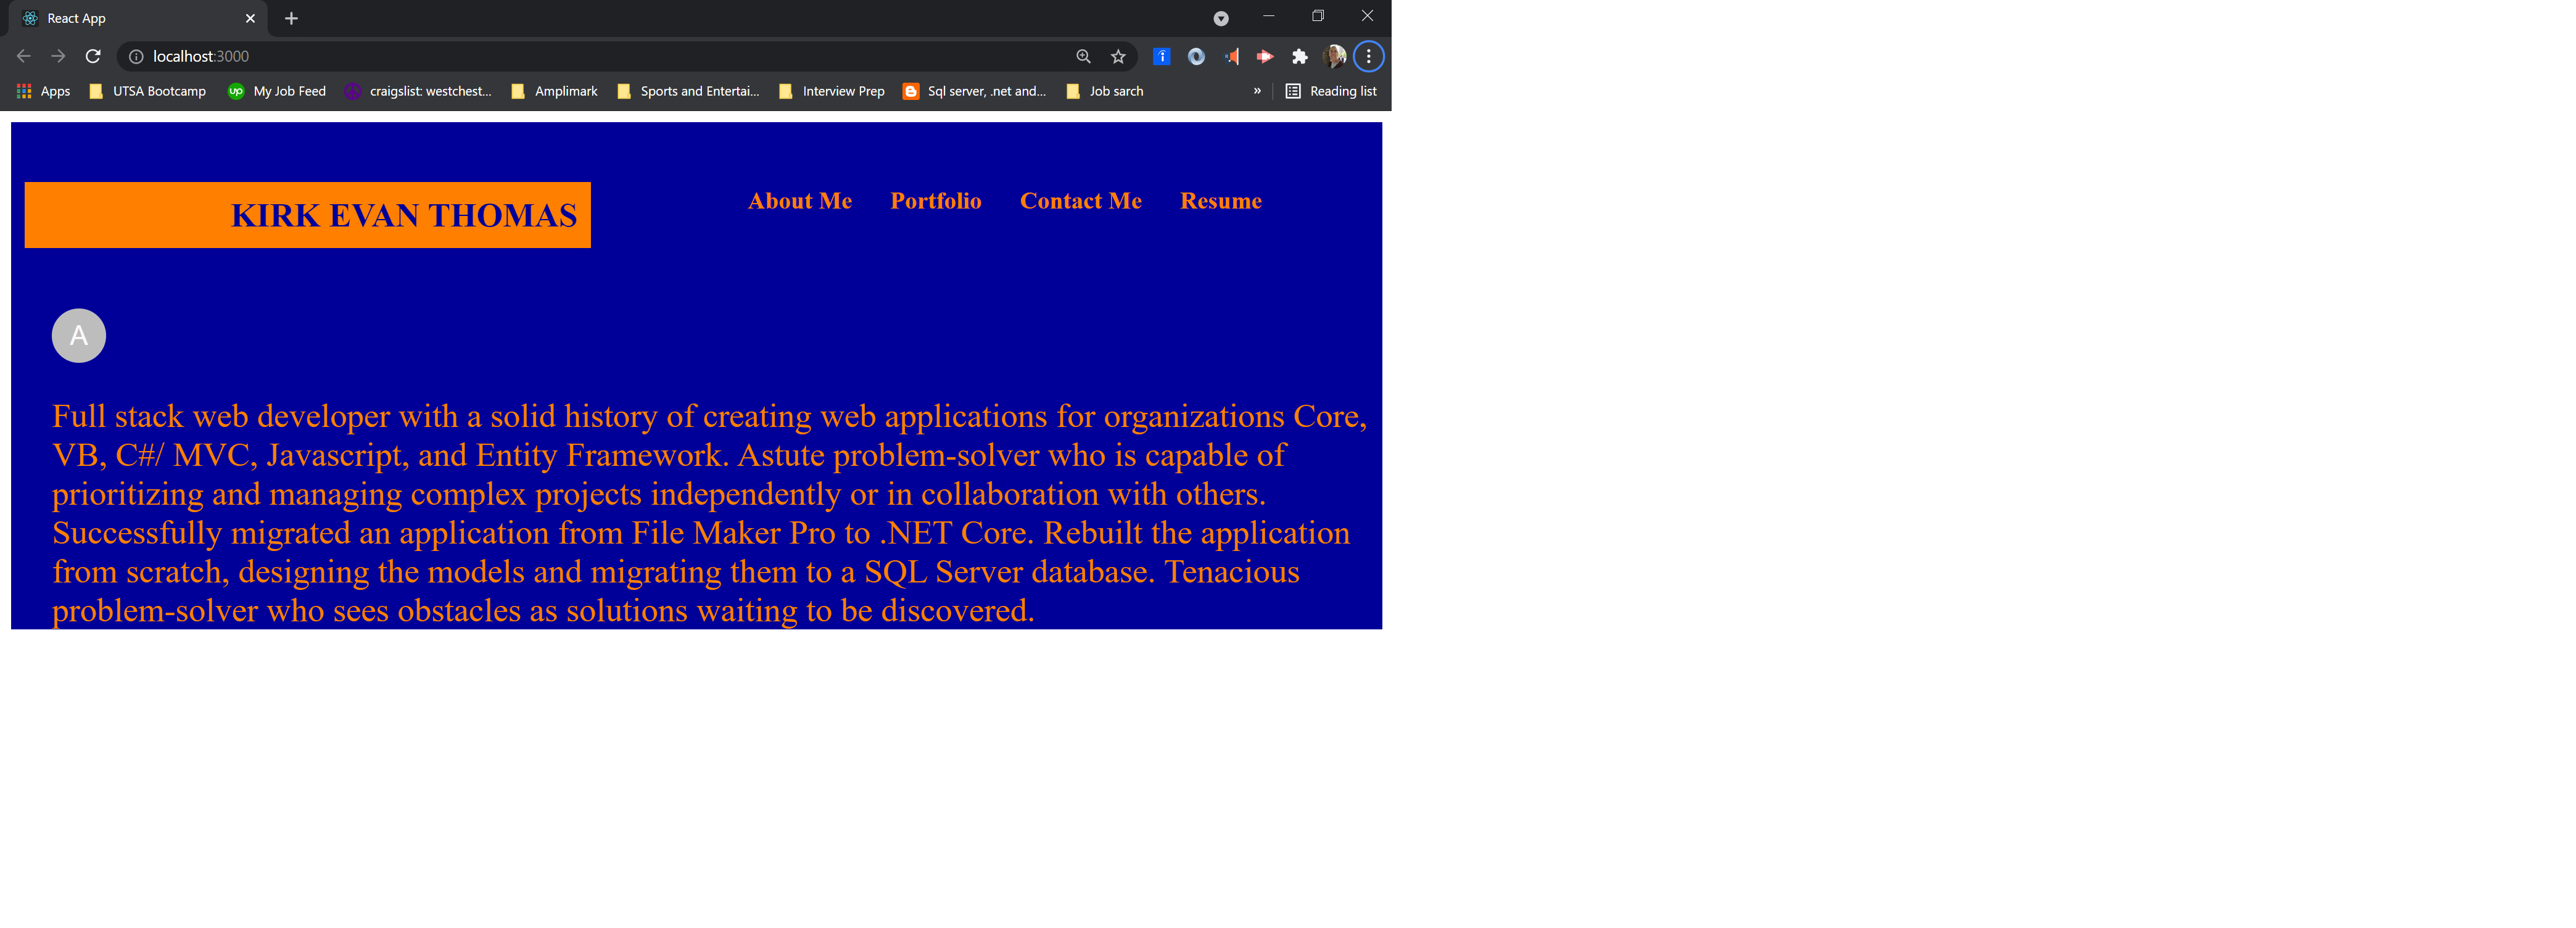 React App
localhost:3000
Apps UTSA Bootcamp up My Job Feed craigslist: westchest... Amplimark Sports and Entertai... Interview Prep Sql server, .net and... Job sarch » Reading list
KIRK EVAN THOMAS
About Me Portfolio Contact Me Resume
A
Full stack web developer with a solid history of creating web applications for organizations Core,
VB, C#/ MVC, Javascript, and Entity Framework. Astute problem-solver who is capable of
prioritizing and managing complex projects independently or in collaboration with others.
Successfully migrated an application from File Maker Pro to .NET Core. Rebuilt the application
from scratch, designing the models and migrating them to a SQL Server database. Tenacious
problem-solver who sees obstacles as solutions waiting to be discovered.